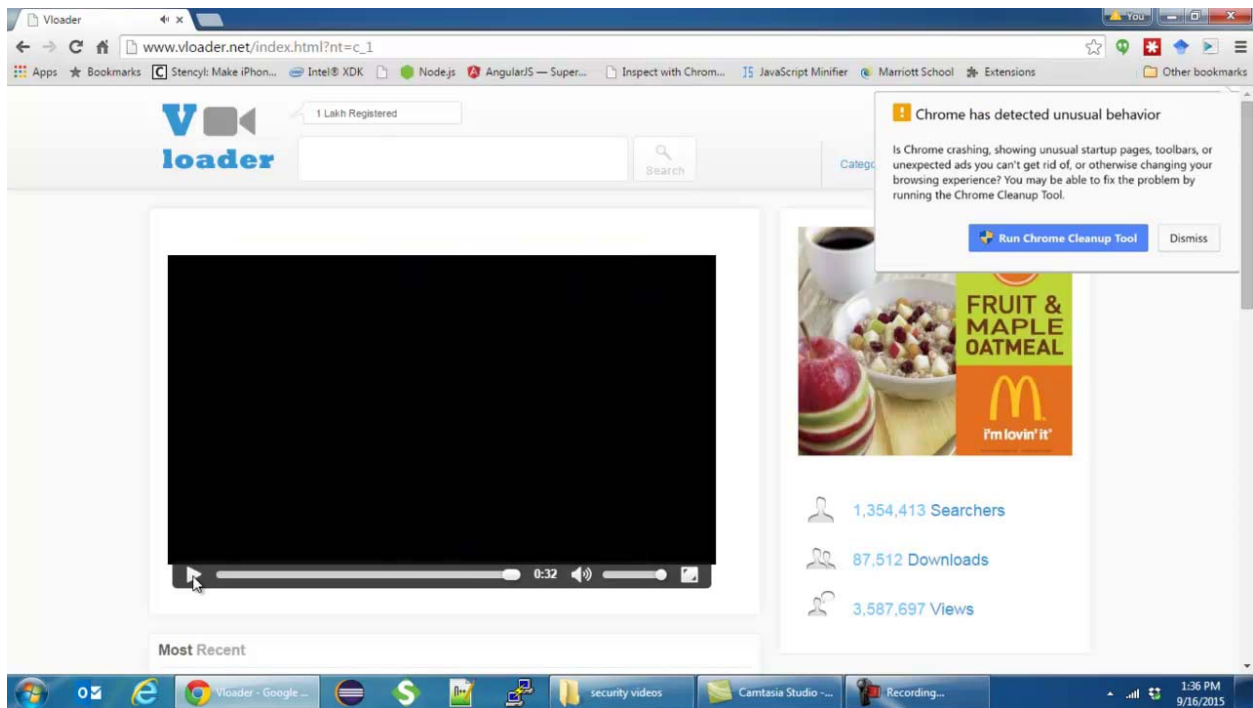 Vloader
You
www.vloader.net/index.html?nt=c_1
Apps Bookmarks Stencyl: Make iPhon... Intel® XDK Node.js AngularJS — Super... Inspect with Chrom... JavaScript Minifier Marriott School Extensions Other bookmarks
V
loader
1 Lakh Registered
Search
Catego
Chrome has detected unusual behavior
Is Chrome crashing, showing unusual startup pages, toolbars, or
unexpected ads you can't get rid of, or otherwise changing your
browsing experience? You may be able to fix the problem by
running the Chrome Cleanup Tool.
Run Chrome Cleanup Tool Dismiss
FRUIT &
MAPLE
OATMEAL
i'm lovin' it®
0:32
1,354,413 Searchers
87,512 Downloads
3,587,697 Views
Most Recent
Vloader - Google ...
security videos
Camtasia Studio -...
Recording...
1:36 PM
9/16/2015